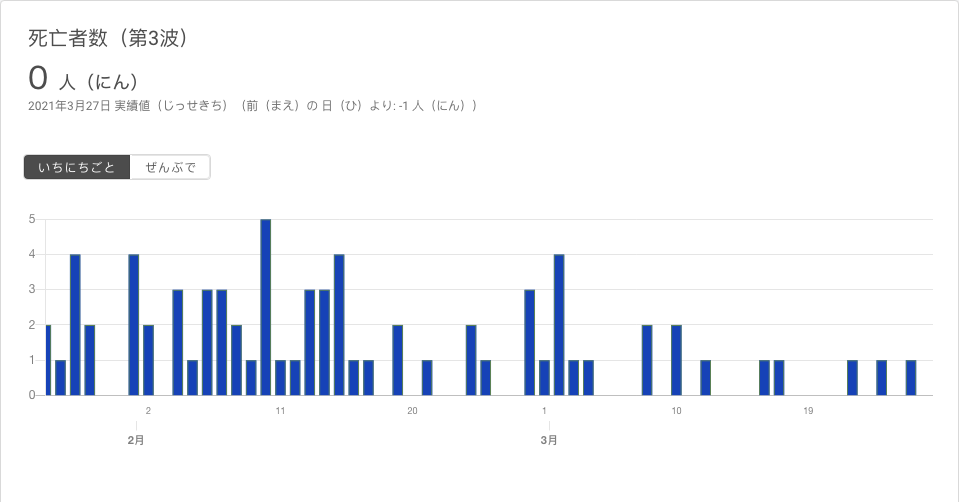 死亡者数（第3波）
0 人（にん）
2021年3月27日 実績値（じっせきち）（前（まえ）の 日（ひ）より: -1 人（にん））
いちにちごと ぜんぶで
5
4
3
2
1
0
2 11 20 1 10 19
2月 3月